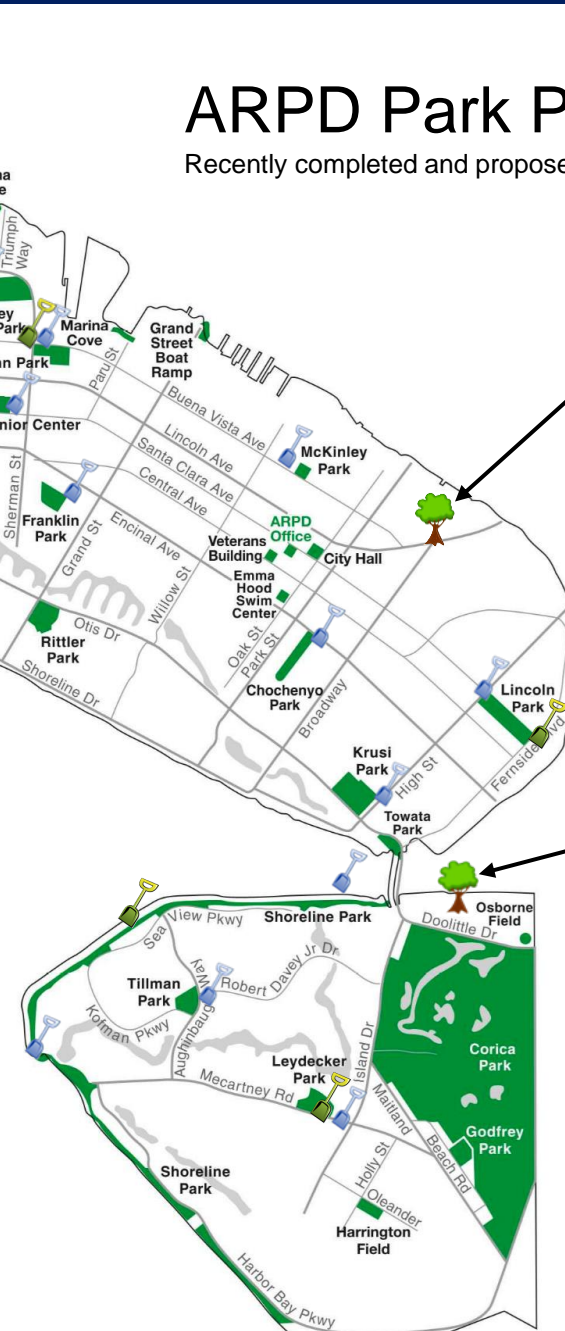 ARPD Park P
Recently completed and propose
na
e
Triumph
Way
ey
Park
Marina
Cove
Grand
Street
Boat
Ramp
nn Park
Paru St
Buena Vista Ave
nior Center
Lincoln Ave
McKinley
Park
Santa Clara Ave
Central Ave
Sherman St
Franklin
Park
Grand St
Encinal Ave
ARPD
Office
Veterans
Building
City Hall
Emma
Hood
Swim
Center
Willow St
Otis Dr
Rittler
Park
Oak St
Park St
Shoreline Dr
Chochenyo
Park
Broadway
Lincoln
Park
Fernside Blvd
Krusi
Park
High St
Towata
Park
Osborne
Field
Doolittle Dr
Shoreline Park
Sea View Pkwy
Robert Davey Jr Dr
Tillman
Park
Aughinbaugh Way
Kofman Pkwy
Island Dr
Corica
Park
Leydecker
Park
Mecartney Rd
Maitland
Godfrey
Park
Beach Rd
Holly St
Shoreline
Park
Oleander
Harrington
Field
Harbor Bay Pkwy